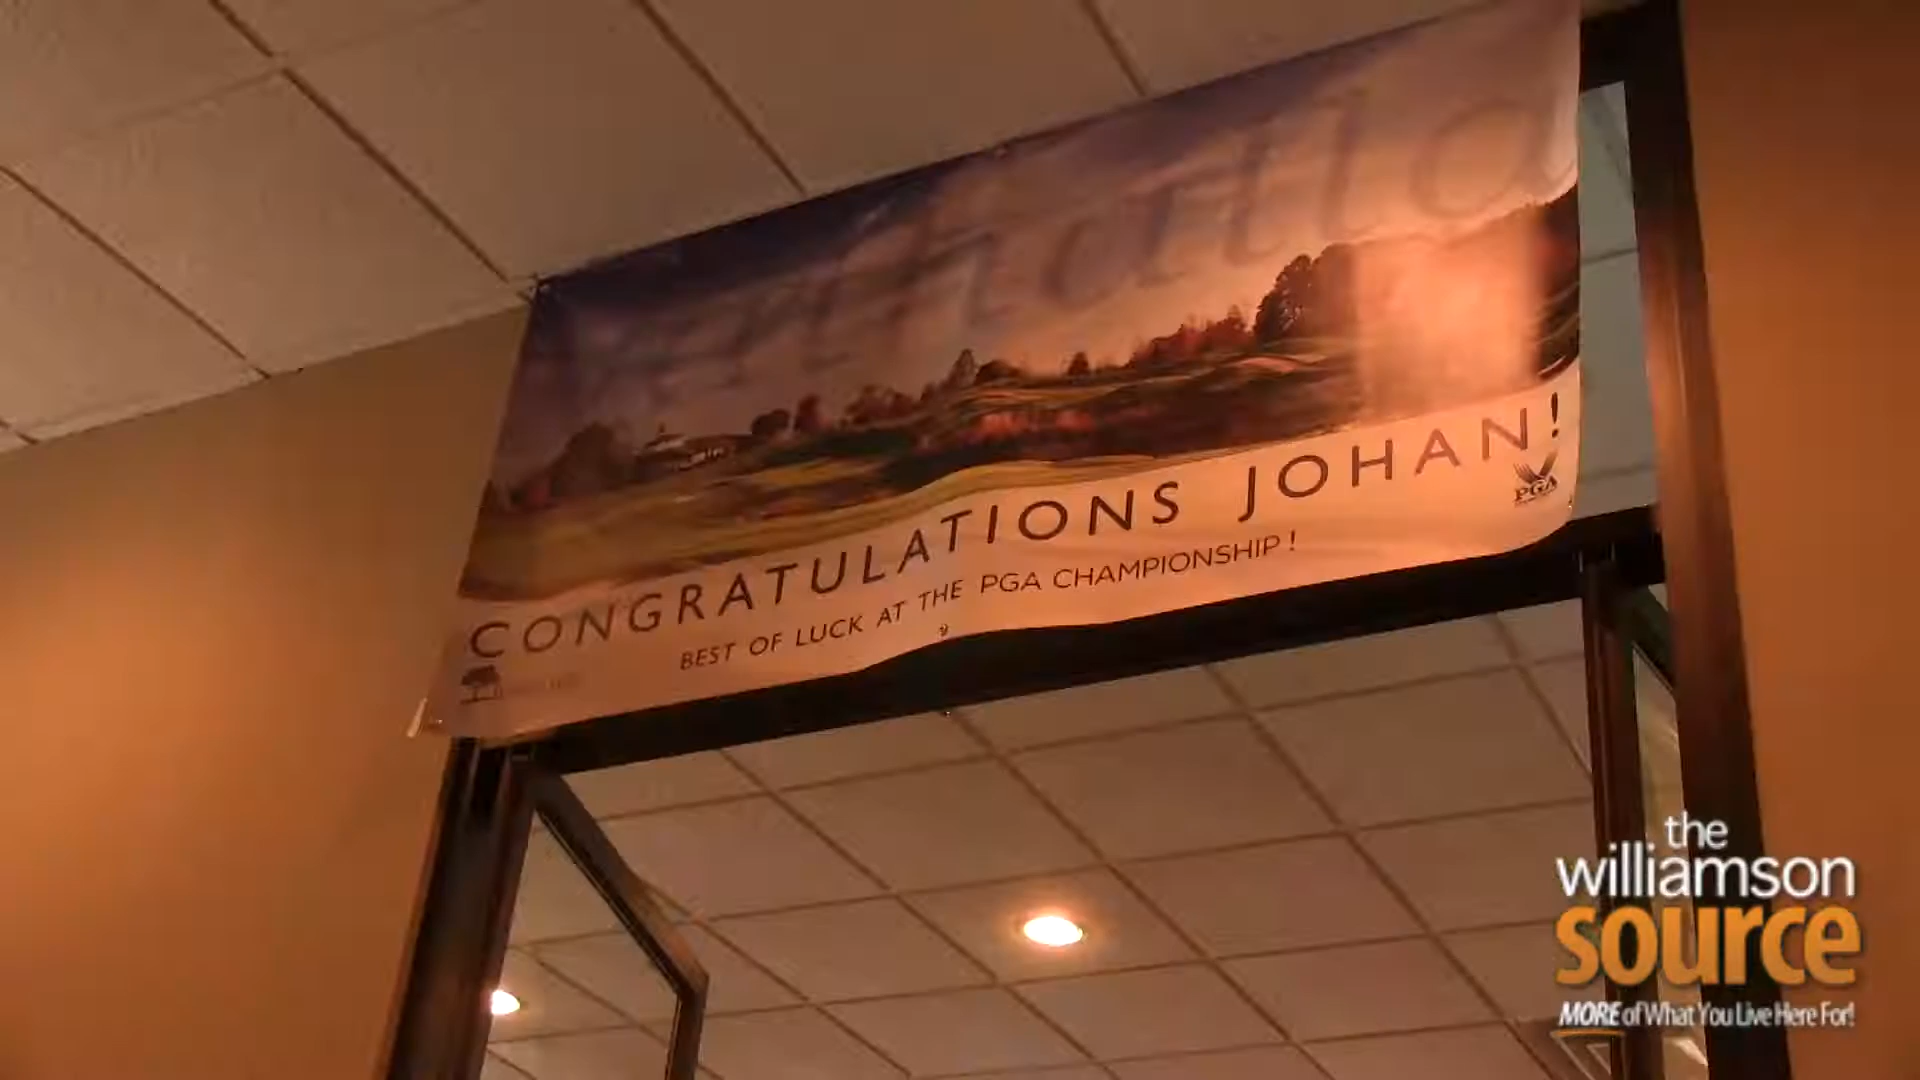 CONGRATULATIONS JOHAN!
BEST OF LUCK AT THE PGA CHAMPIONSHIP!
PGA
the
williamson
source
MORE of What You Live Here For!